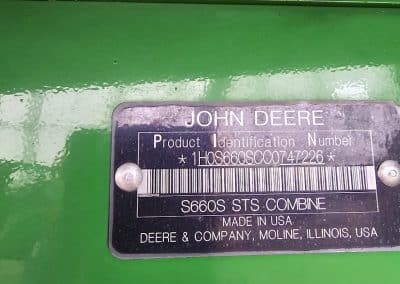 JOHN DEERE
Product Identification Number
*1H0S660SCC0747226*
S660S STS COMBINE
MADE IN USA
DEERE & COMPANY, MOLINE, ILLINOIS, USA